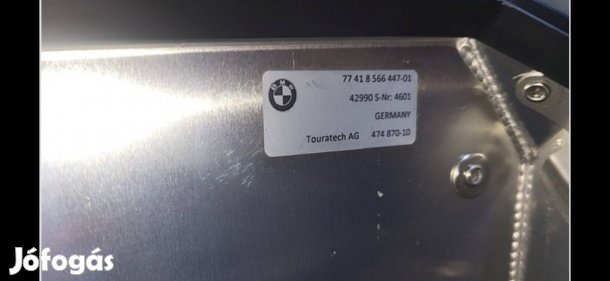 BMW
77 41 8 566 447-01
42990 S-Nr: 4601
GERMANY
Touratech AG 474 870-10
Jófogás